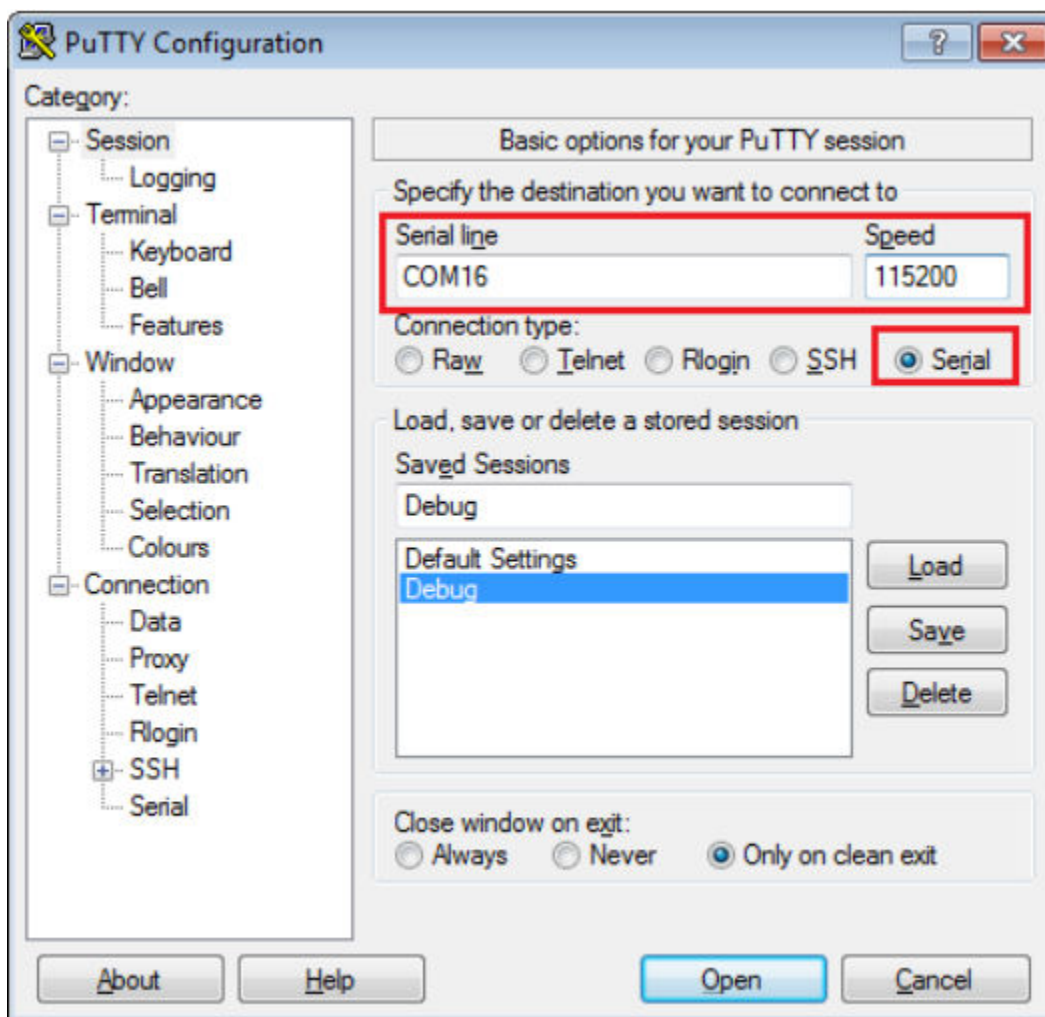 PuTTY Configuration
Category:
Session
Logging
Terminal
Keyboard
Bell
Features
Window
Appearance
Behaviour
Translation
Selection
Colours
Connection
Data
Proxy
Telnet
Rlogin
SSH
Serial
Basic options for your PuTTY session
Specify the destination you want to connect to
Serial line Speed
COM16 115200
Connection type:
Raw Telnet Rlogin SSH Serial
Load, save or delete a stored session
Saved Sessions
Debug
Default Settings
Debug
Load
Save
Delete
Close window on exit:
Always Never Only on clean exit
About Help Open Cancel